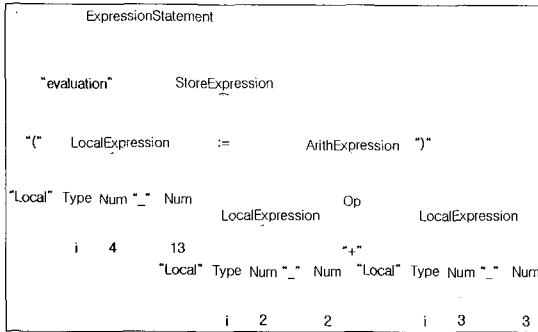 ExpressionStatement
"evaluation" StoreExpression
"(" LocalExpression := ArithExpression ")"
"Local" Type Num "_" Num
LocalExpression Op LocalExpression
i 4 13 "+"
"Local" Type Num "_" Num "Local" Type Num "_" Num
i 2 2 i 3 3